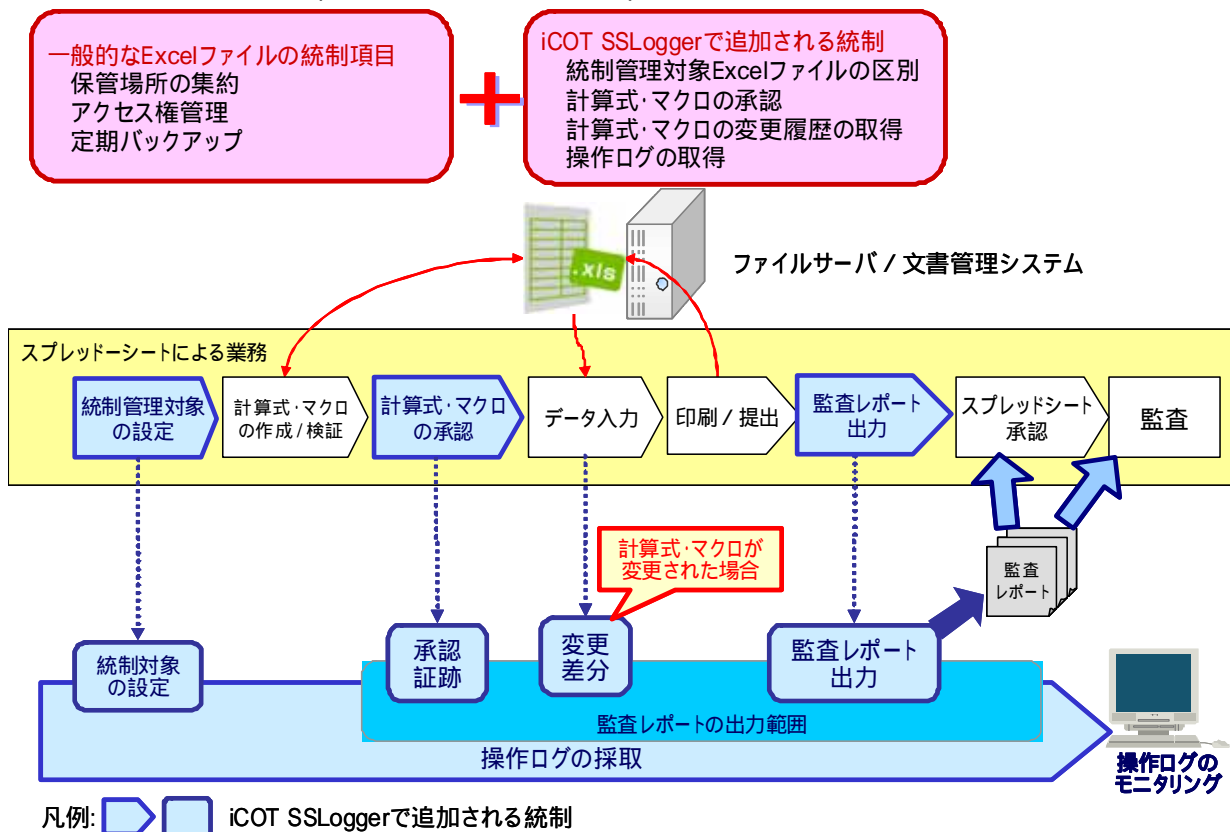 一般的なExcelファイルの統制項目
保管場所の集約
アクセス権管理
定期バックアップ
iCOT SSLoggerで追加される統制
統制管理対象Excelファイルの区別
計算式・マクロの承認
計算式・マクロの変更履歴の取得
操作ログの取得
.xls
ファイルサーバ / 文書管理システム
スプレッドーシートによる業務
統制管理対象
の設定
計算式・マクロ
の作成/検証
計算式・マクロ
の承認
データ入力
印刷/提出
監査レポート
出力
スプレッドシート
承認
監査
計算式・マクロが
変更された場合
監査
レポート
統制対象
の設定
承認
証跡
変更
差分
監査レポート
出力
監査レポートの出力範囲
操作ログの採取
操作ログの
モニタリング
凡例:
iCOT SSLoggerで追加される統制